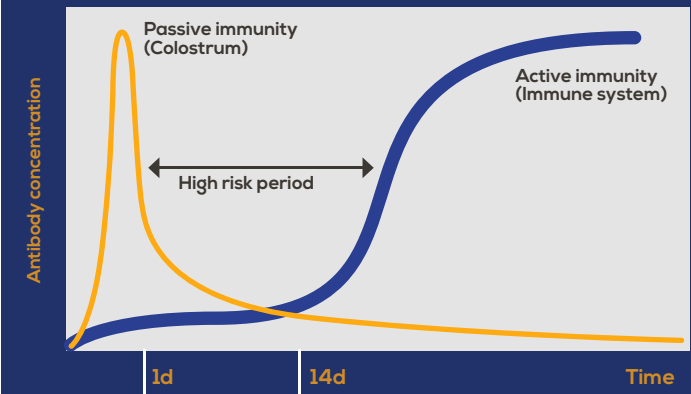 Passive immunity
(Colostrum)
Active immunity
(Immune system)
High risk period
Antibody concentration
1d
14d
Time